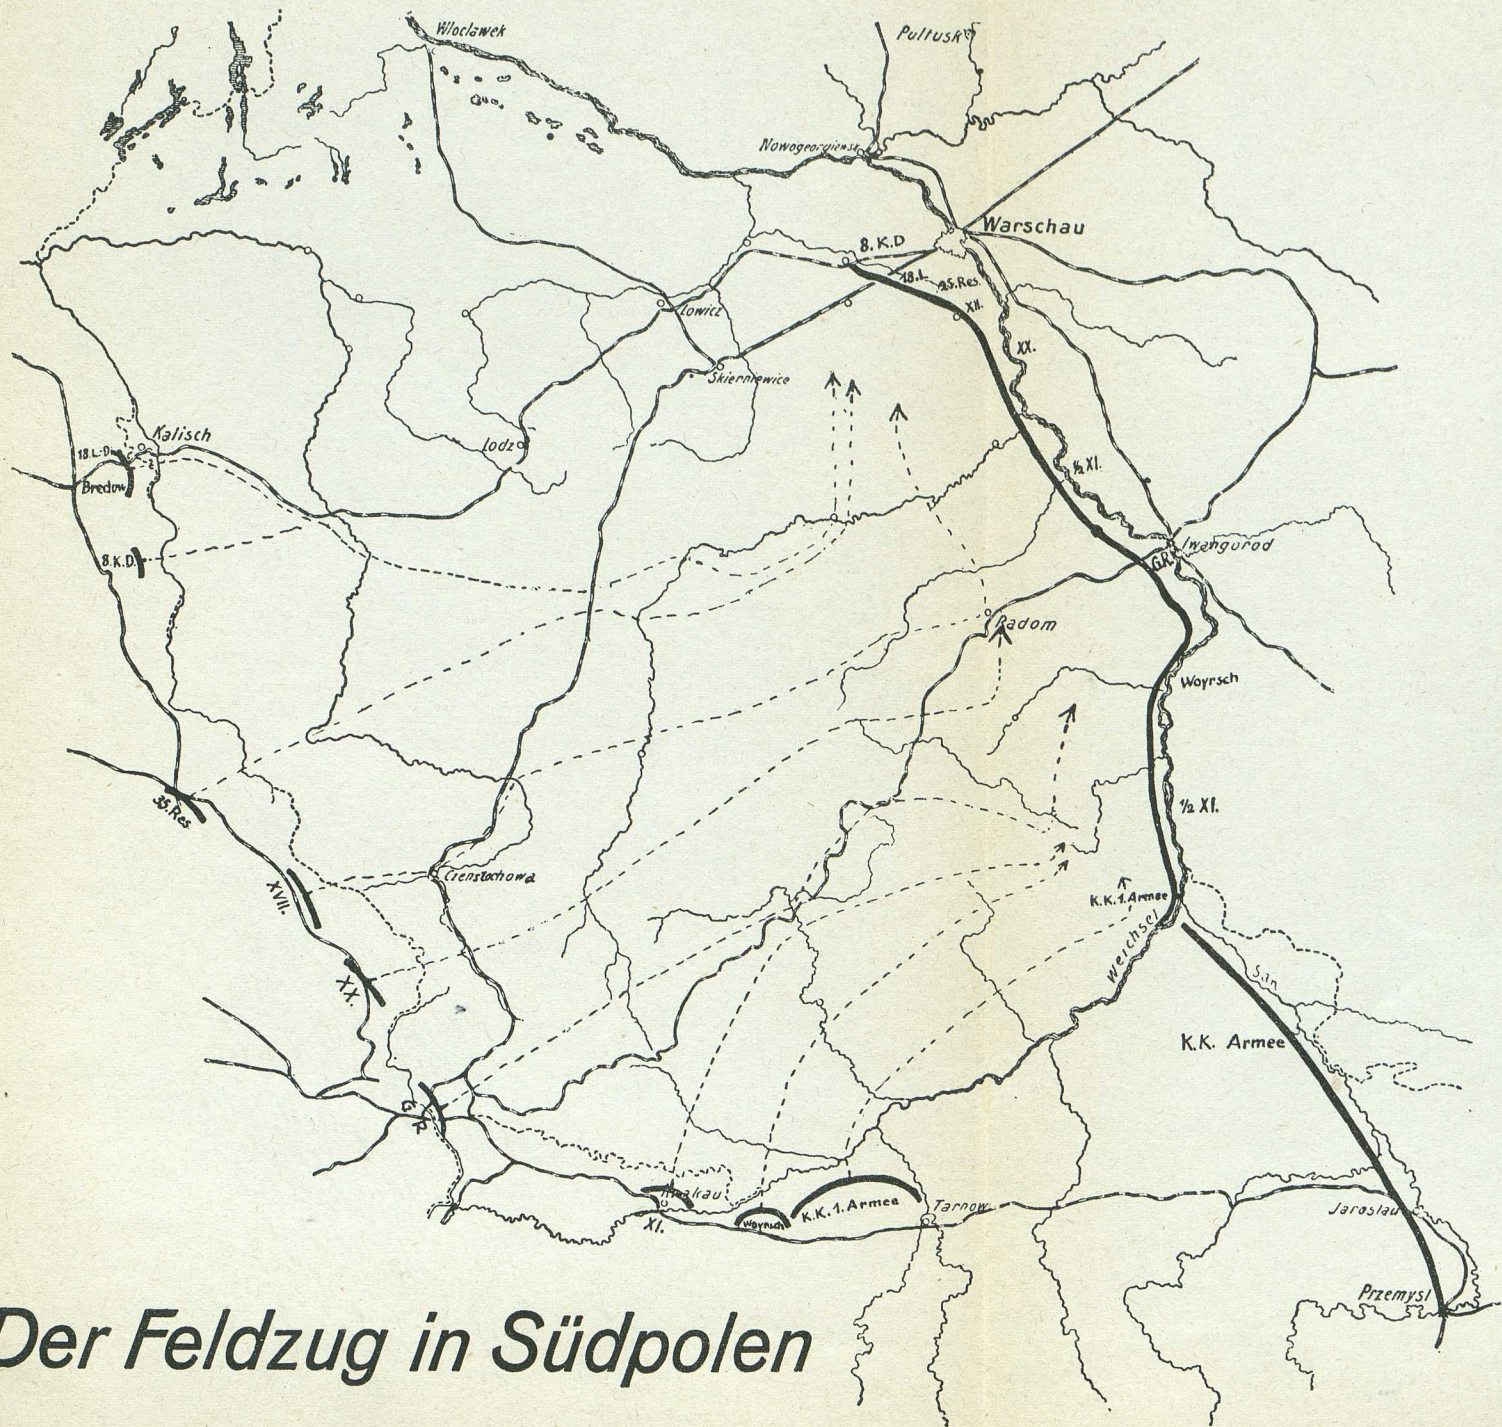 Wloclawek
Pultusk
Nowogeorgiewsk
Warschau
8. K.D
18.L.
25.Res.
XII.
XX.
Lowicz
Skierniewice
Lodz
Kalisch
18.L.-D.
Bredow
8.K.D.
½ XI.
Iwangorod
G.R.
Radom
Woyrsch
½ XI.
35.Res
XVII.
XX.
Czenstochowa
K.K.1.Armee
Weichsel
San
K.K. Armee
G.R.
Krakau
XI.
Woyrsch
K.K. 1. Armee
Tarnow
Jaroslau
Przemysl
Der Feldzug in Südpolen